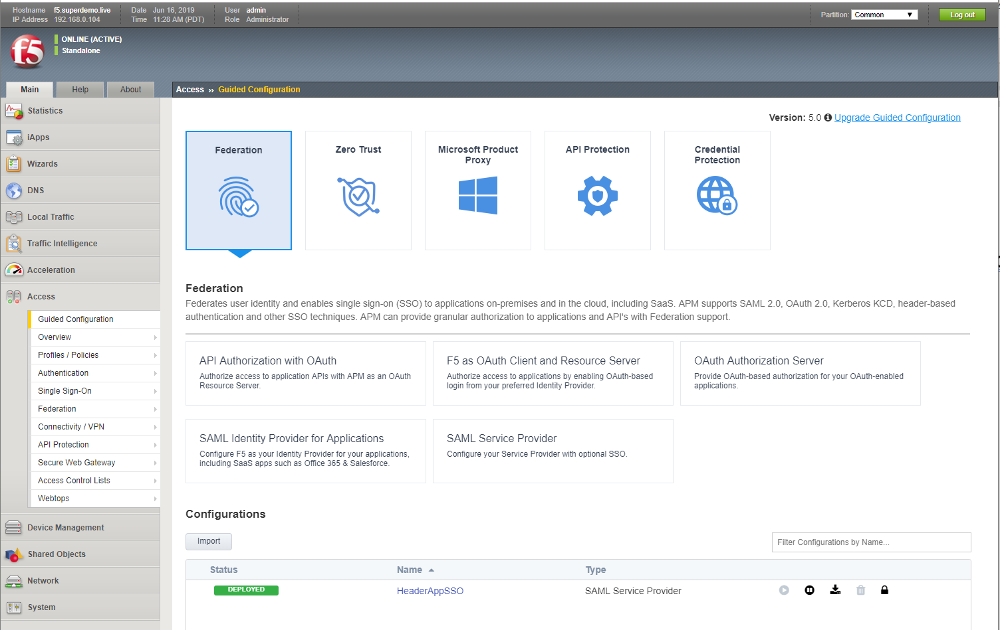 Hostname f5.superdemo.live
IP Address 192.168.0.104
Date Jun 16, 2019
Time 11:28 AM (PDT)
User admin
Role Administrator
Partition: Common
Log out
f5
ONLINE (ACTIVE)
Standalone
Main
Help
About
Access » Guided Configuration
Statistics
iApps
Wizards
DNS
Local Traffic
Traffic Intelligence
Acceleration
Access
Guided Configuration
Overview
Profiles / Policies
Authentication
Single Sign-On
Federation
Connectivity / VPN
API Protection
Secure Web Gateway
Access Control Lists
Webtops
Device Management
Shared Objects
Network
System
Version: 5.0 Upgrade Guided Configuration
Federation
Zero Trust
Microsoft Product
Proxy
API Protection
Credential
Protection
Federation
Federates user identity and enables single sign-on (SSO) to applications on-premises and in the cloud, including SaaS. APM supports SAML 2.0, OAuth 2.0, Kerberos KCD, header-based
authentication and other SSO techniques. APM can provide granular authorization to applications and API's with Federation support.
API Authorization with OAuth
Authorize access to application APIs with APM as an OAuth
Resource Server.
F5 as OAuth Client and Resource Server
Authorize access to applications by enabling OAuth-based
login from your preferred Identity Provider.
OAuth Authorization Server
Provide OAuth-based authorization for your OAuth-enabled
applications.
SAML Identity Provider for Applications
Configure F5 as your Identity Provider for your applications,
including SaaS apps such as Office 365 & Salesforce.
SAML Service Provider
Configure your Service Provider with optional SSO.
Configurations
Import
Filter Configurations by Name...
Status Name Type
DEPLOYED HeaderAppSSO SAML Service Provider